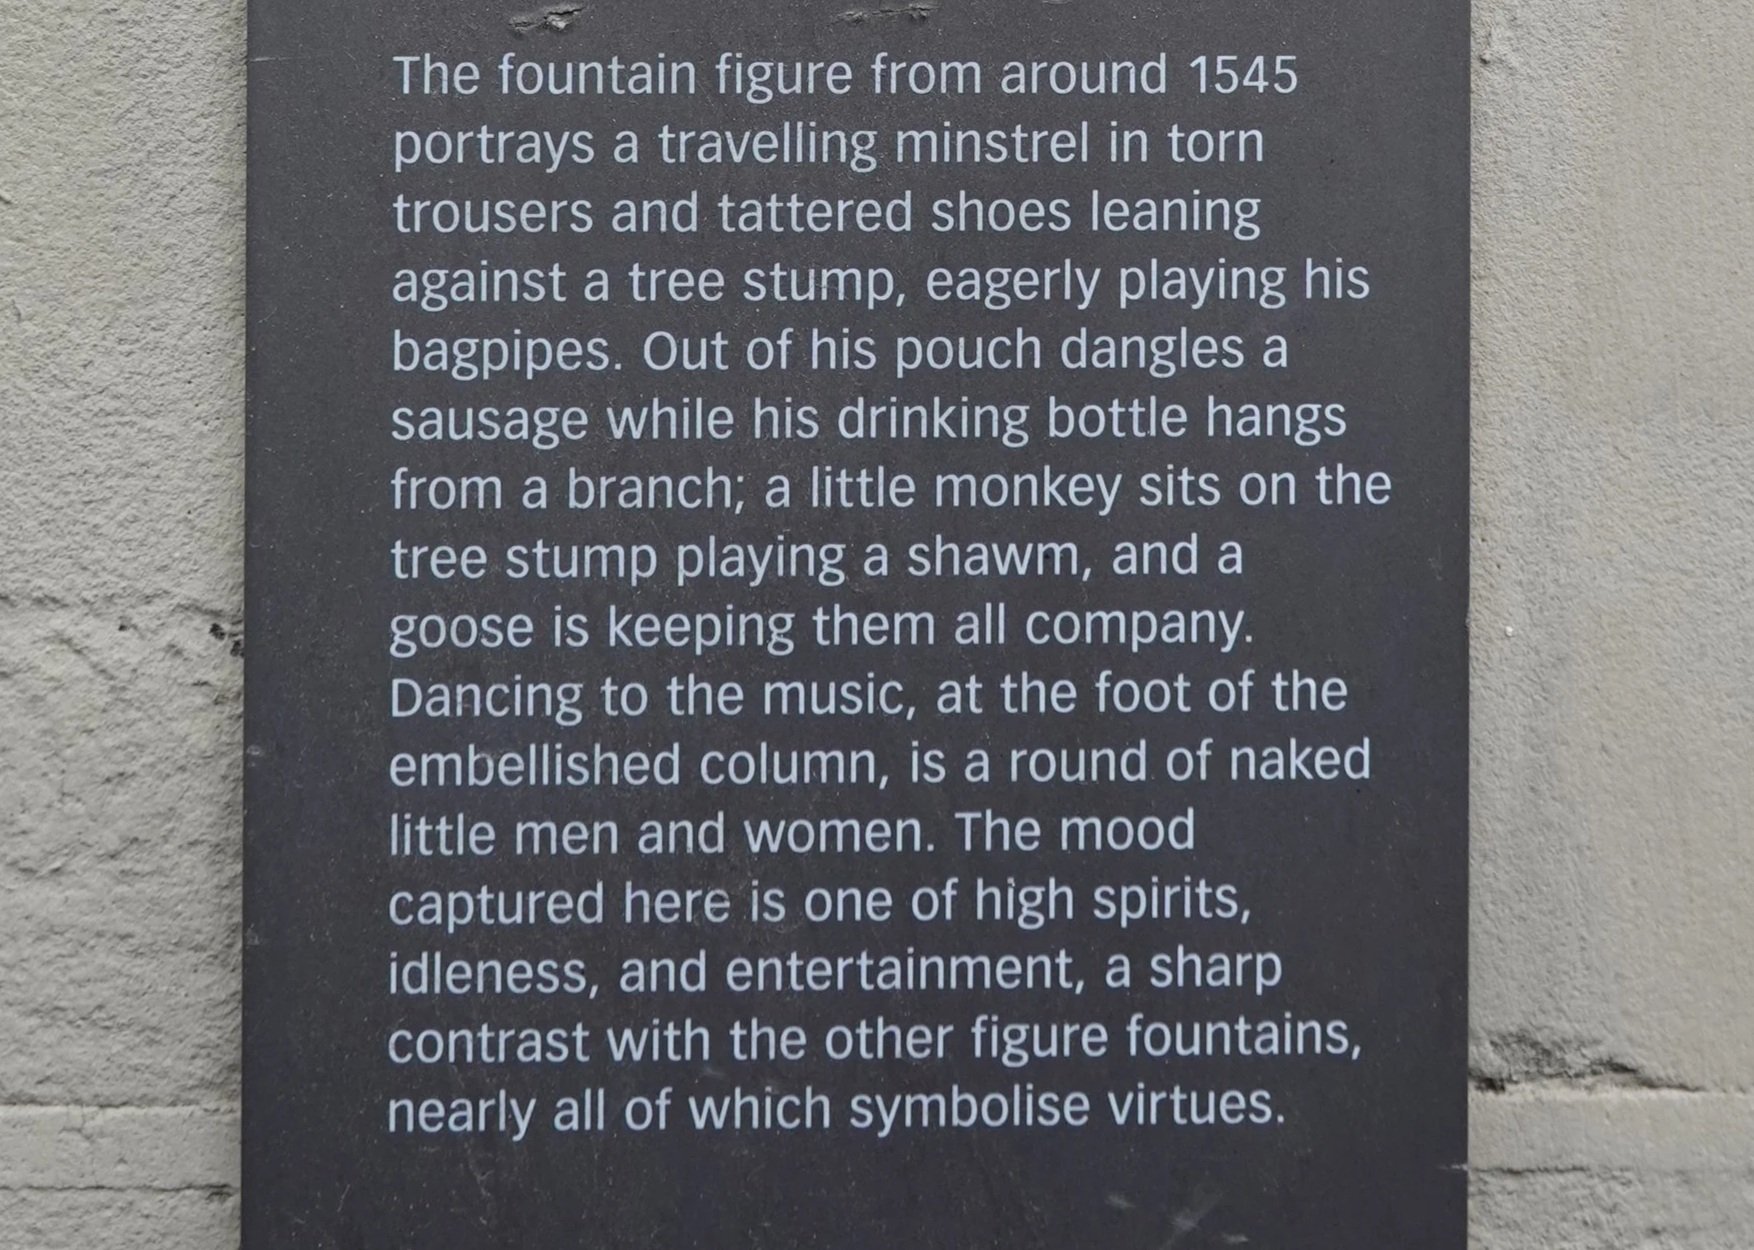 The fountain figure from around 1545
portrays a travelling minstrel in torn
trousers and tattered shoes leaning
against a tree stump, eagerly playing his
bagpipes. Out of his pouch dangles a
sausage while his drinking bottle hangs
from a branch; a little monkey sits on the
tree stump playing a shawm, and a
goose is keeping them all company.
Dancing to the music, at the foot of the
embellished column, is a round of naked
little men and women. The mood
captured here is one of high spirits,
idleness, and entertainment, a sharp
contrast with the other figure fountains,
nearly all of which symbolise virtues.